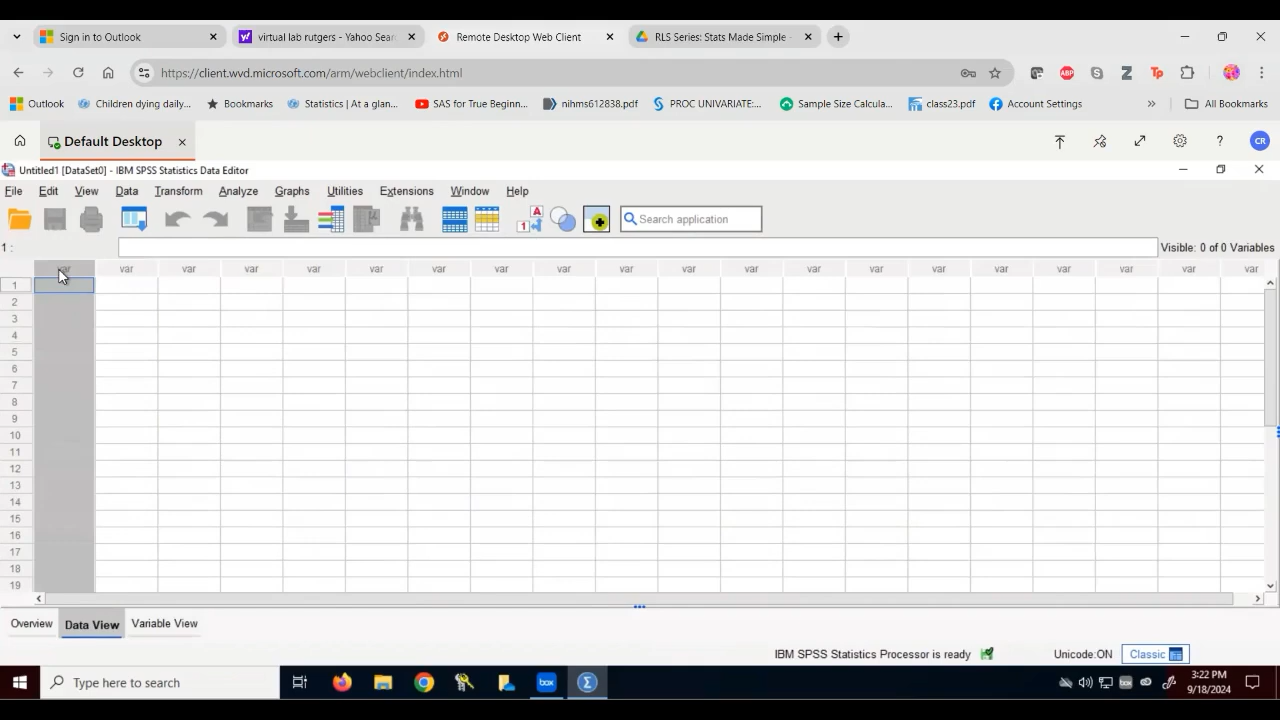 Sign in to Outlook
virtual lab rutgers - Yahoo Sear
Remote Desktop Web Client
RLS Series: Stats Made Simple -
https://client.wvd.microsoft.com/arm/webclient/index.html
ABP
Tp
Outlook
Children dying daily...
Bookmarks
Statistics | At a glan...
SAS for True Beginn...
nihms618838.pdf
PROC UNIVARIATE:...
Sample Size Calcula...
class23.pdf
Account Settings
All Bookmarks
Default Desktop
CR
Untitled1 [DataSet0] - IBM SPSS Statistics Data Editor
File Edit View Data Transform Analyze Graphs Utilities Extensions Window Help
Search application
1 :
Visible: 0 of 0 Variables
var var var var var var var var var var var var var var var var var var var var
1
2
3
4
5
6
7
8
9
10
11
12
13
14
15
16
17
18
19
Overview Data View Variable View
IBM SPSS Statistics Processor is ready
Unicode:ON
Classic
Type here to search
box
box
3:22 PM
9/18/2024